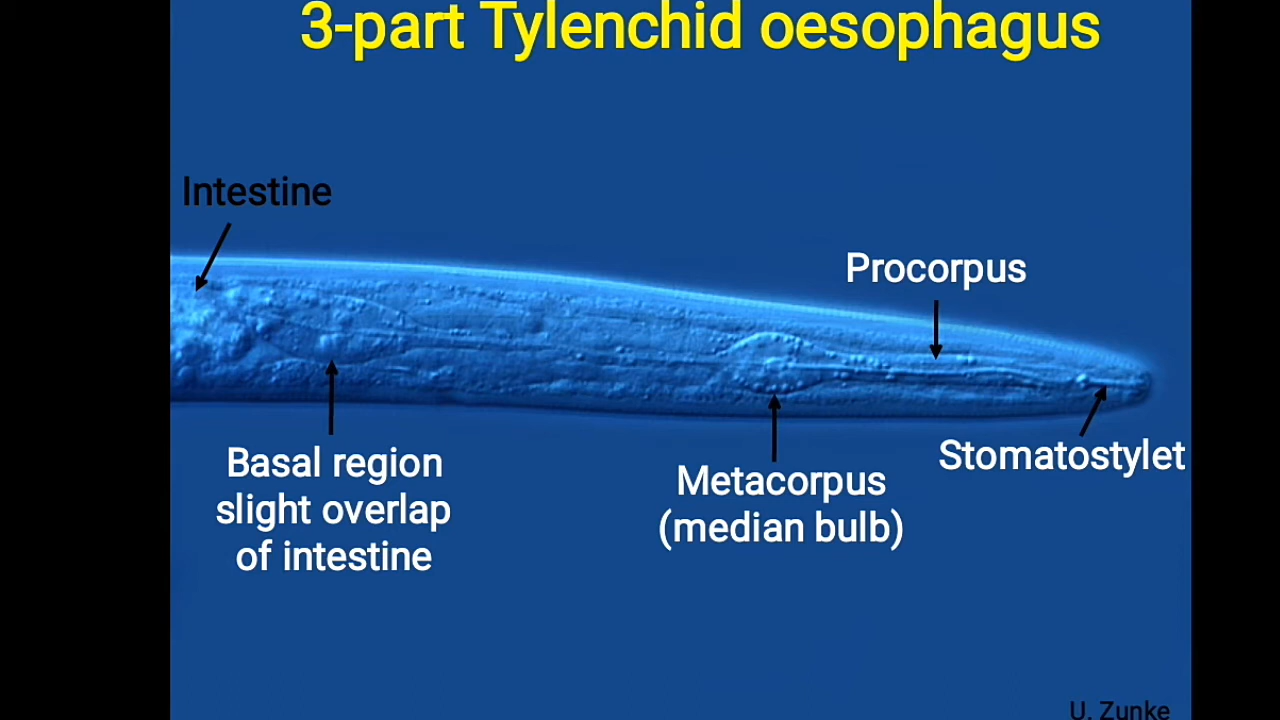 3-part Tylenchid oesophagus
Intestine
Procorpus
Stomatostylet
Basal region
slight overlap
of intestine
Metacorpus
(median bulb)
U. Zunke